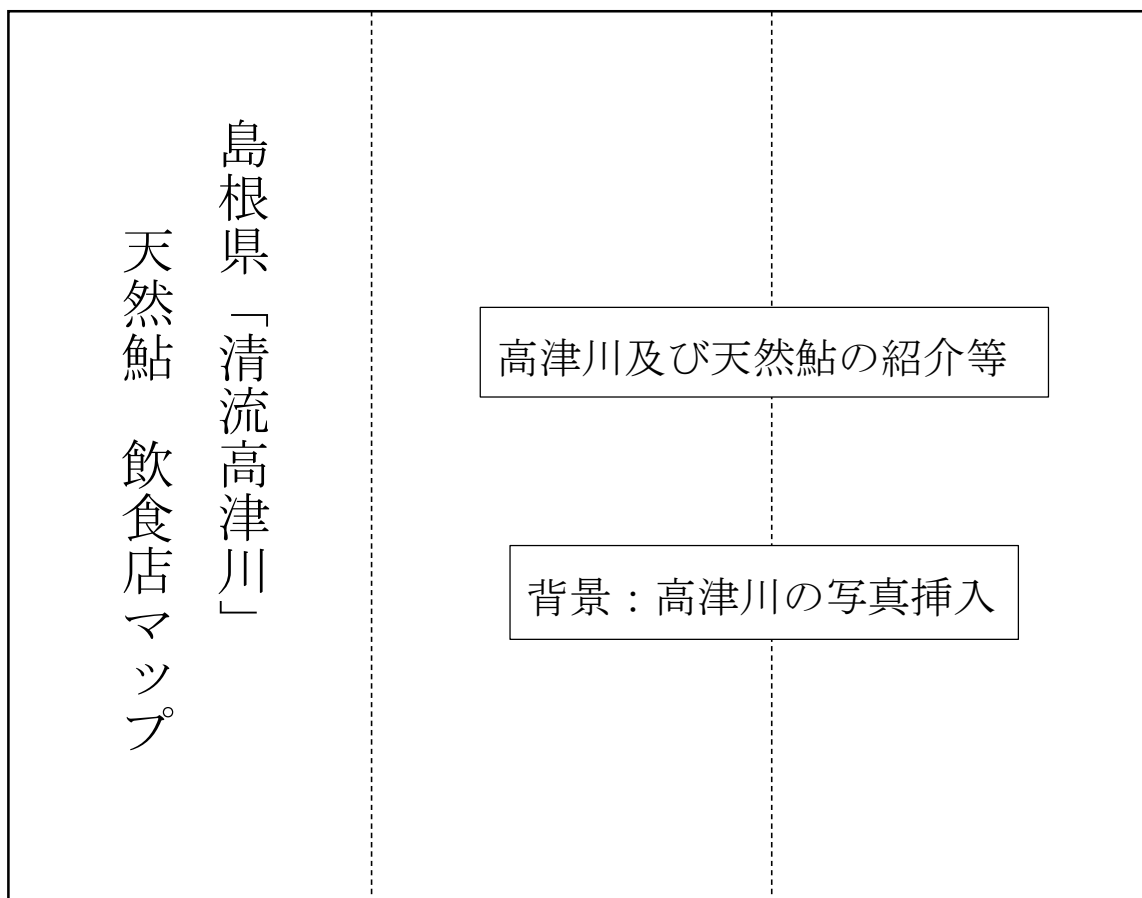 島根県「清流高津川」
天然鮎　飲食店マップ
高津川及び天然鮎の紹介等
背景：高津川の写真挿入